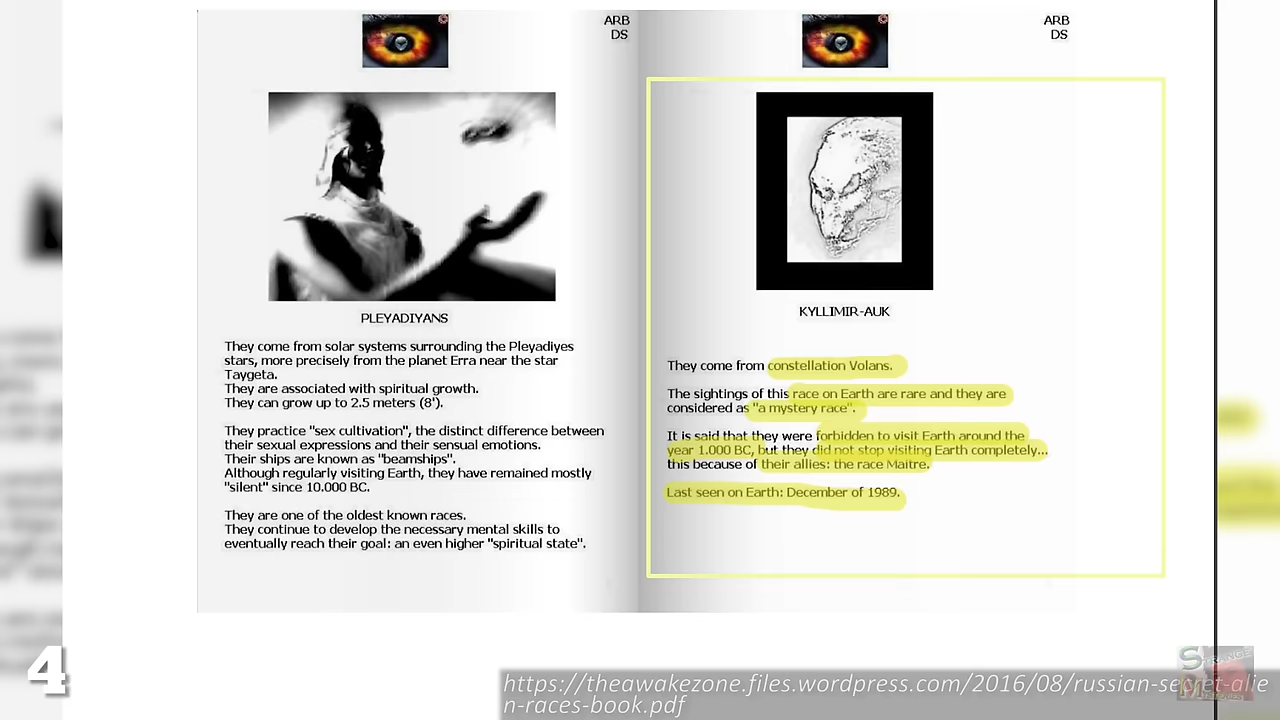 ARB
DS
PLEYADIYANS
They come from solar systems surrounding the Pleyadiyes
stars, more precisely from the planet Erra near the star
Taygeta.
They are associated with spiritual growth.
They can grow up to 2.5 meters (8').
They practice "sex cultivation", the distinct difference between
their sexual expressions and their sensual emotions.
Their ships are known as "beamships".
Although regularly visiting Earth, they have remained mostly
"silent" since 10.000 BC.
They are one of the oldest known races.
They continue to develop the necessary mental skills to
eventually reach their goal: an even higher "spiritual state".
ARB
DS
KYLLIMIR-AUK
They come from constellation Volans.
The sightings of this race on Earth are rare and they are
considered as "a mystery race".
It is said that they were forbidden to visit Earth around the
year 1.000 BC, but they did not stop visiting Earth completely...
this because of their allies: the race Maitre.
Last seen on Earth: December of 1989.
4
https://theawakezone.files.wordpress.com/2016/08/russian-secret-alie
n-races-book.pdf
STRANGE